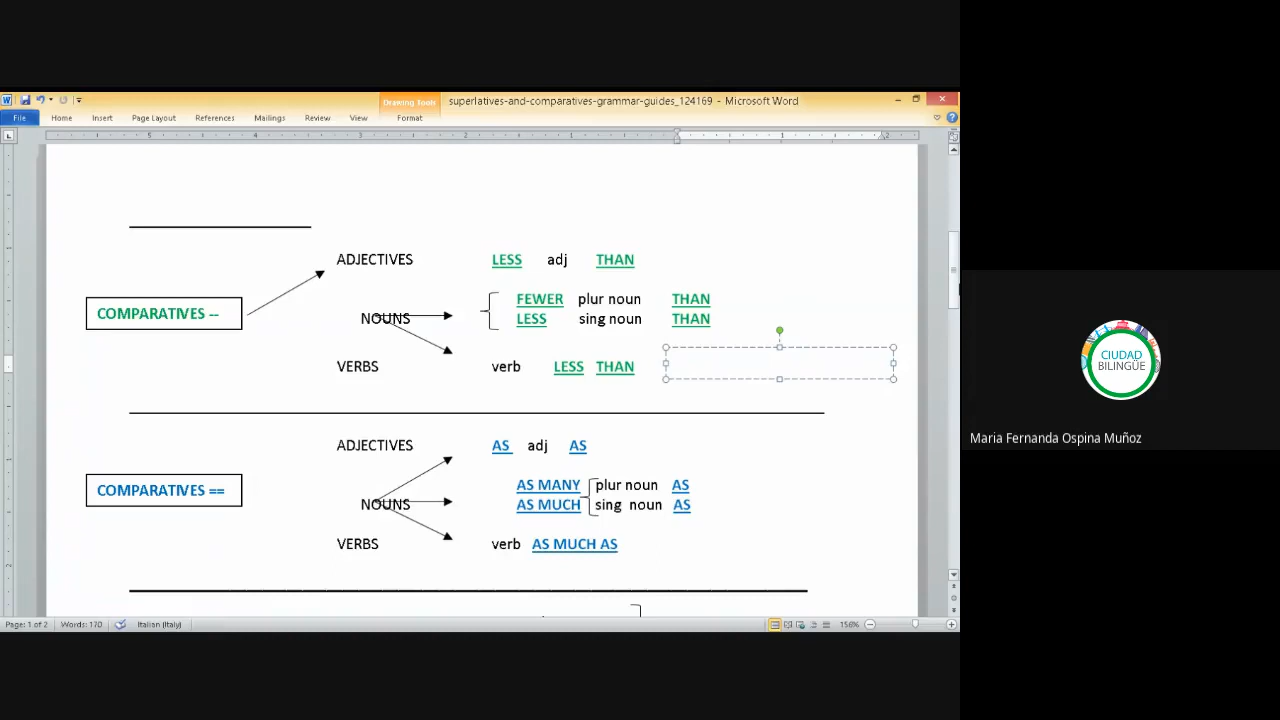 superlatives-and-comparatives-grammar-guides_124169 - Microsoft Word
Drawing Tools
File Home Insert Page Layout References Mailings Review View Format
ADJECTIVES LESS adj THAN
COMPARATIVES --
NOUNS
FEWER plur noun THAN
LESS sing noun THAN
VERBS verb LESS THAN
ADJECTIVES AS adj AS
COMPARATIVES ==
NOUNS
AS MANY plur noun AS
AS MUCH sing noun AS
VERBS verb AS MUCH AS
Page: 1 of 2 Words: 170 Italian (Italy) 156%
CIUDAD
BILINGÜE
Maria Fernanda Ospina Muñoz